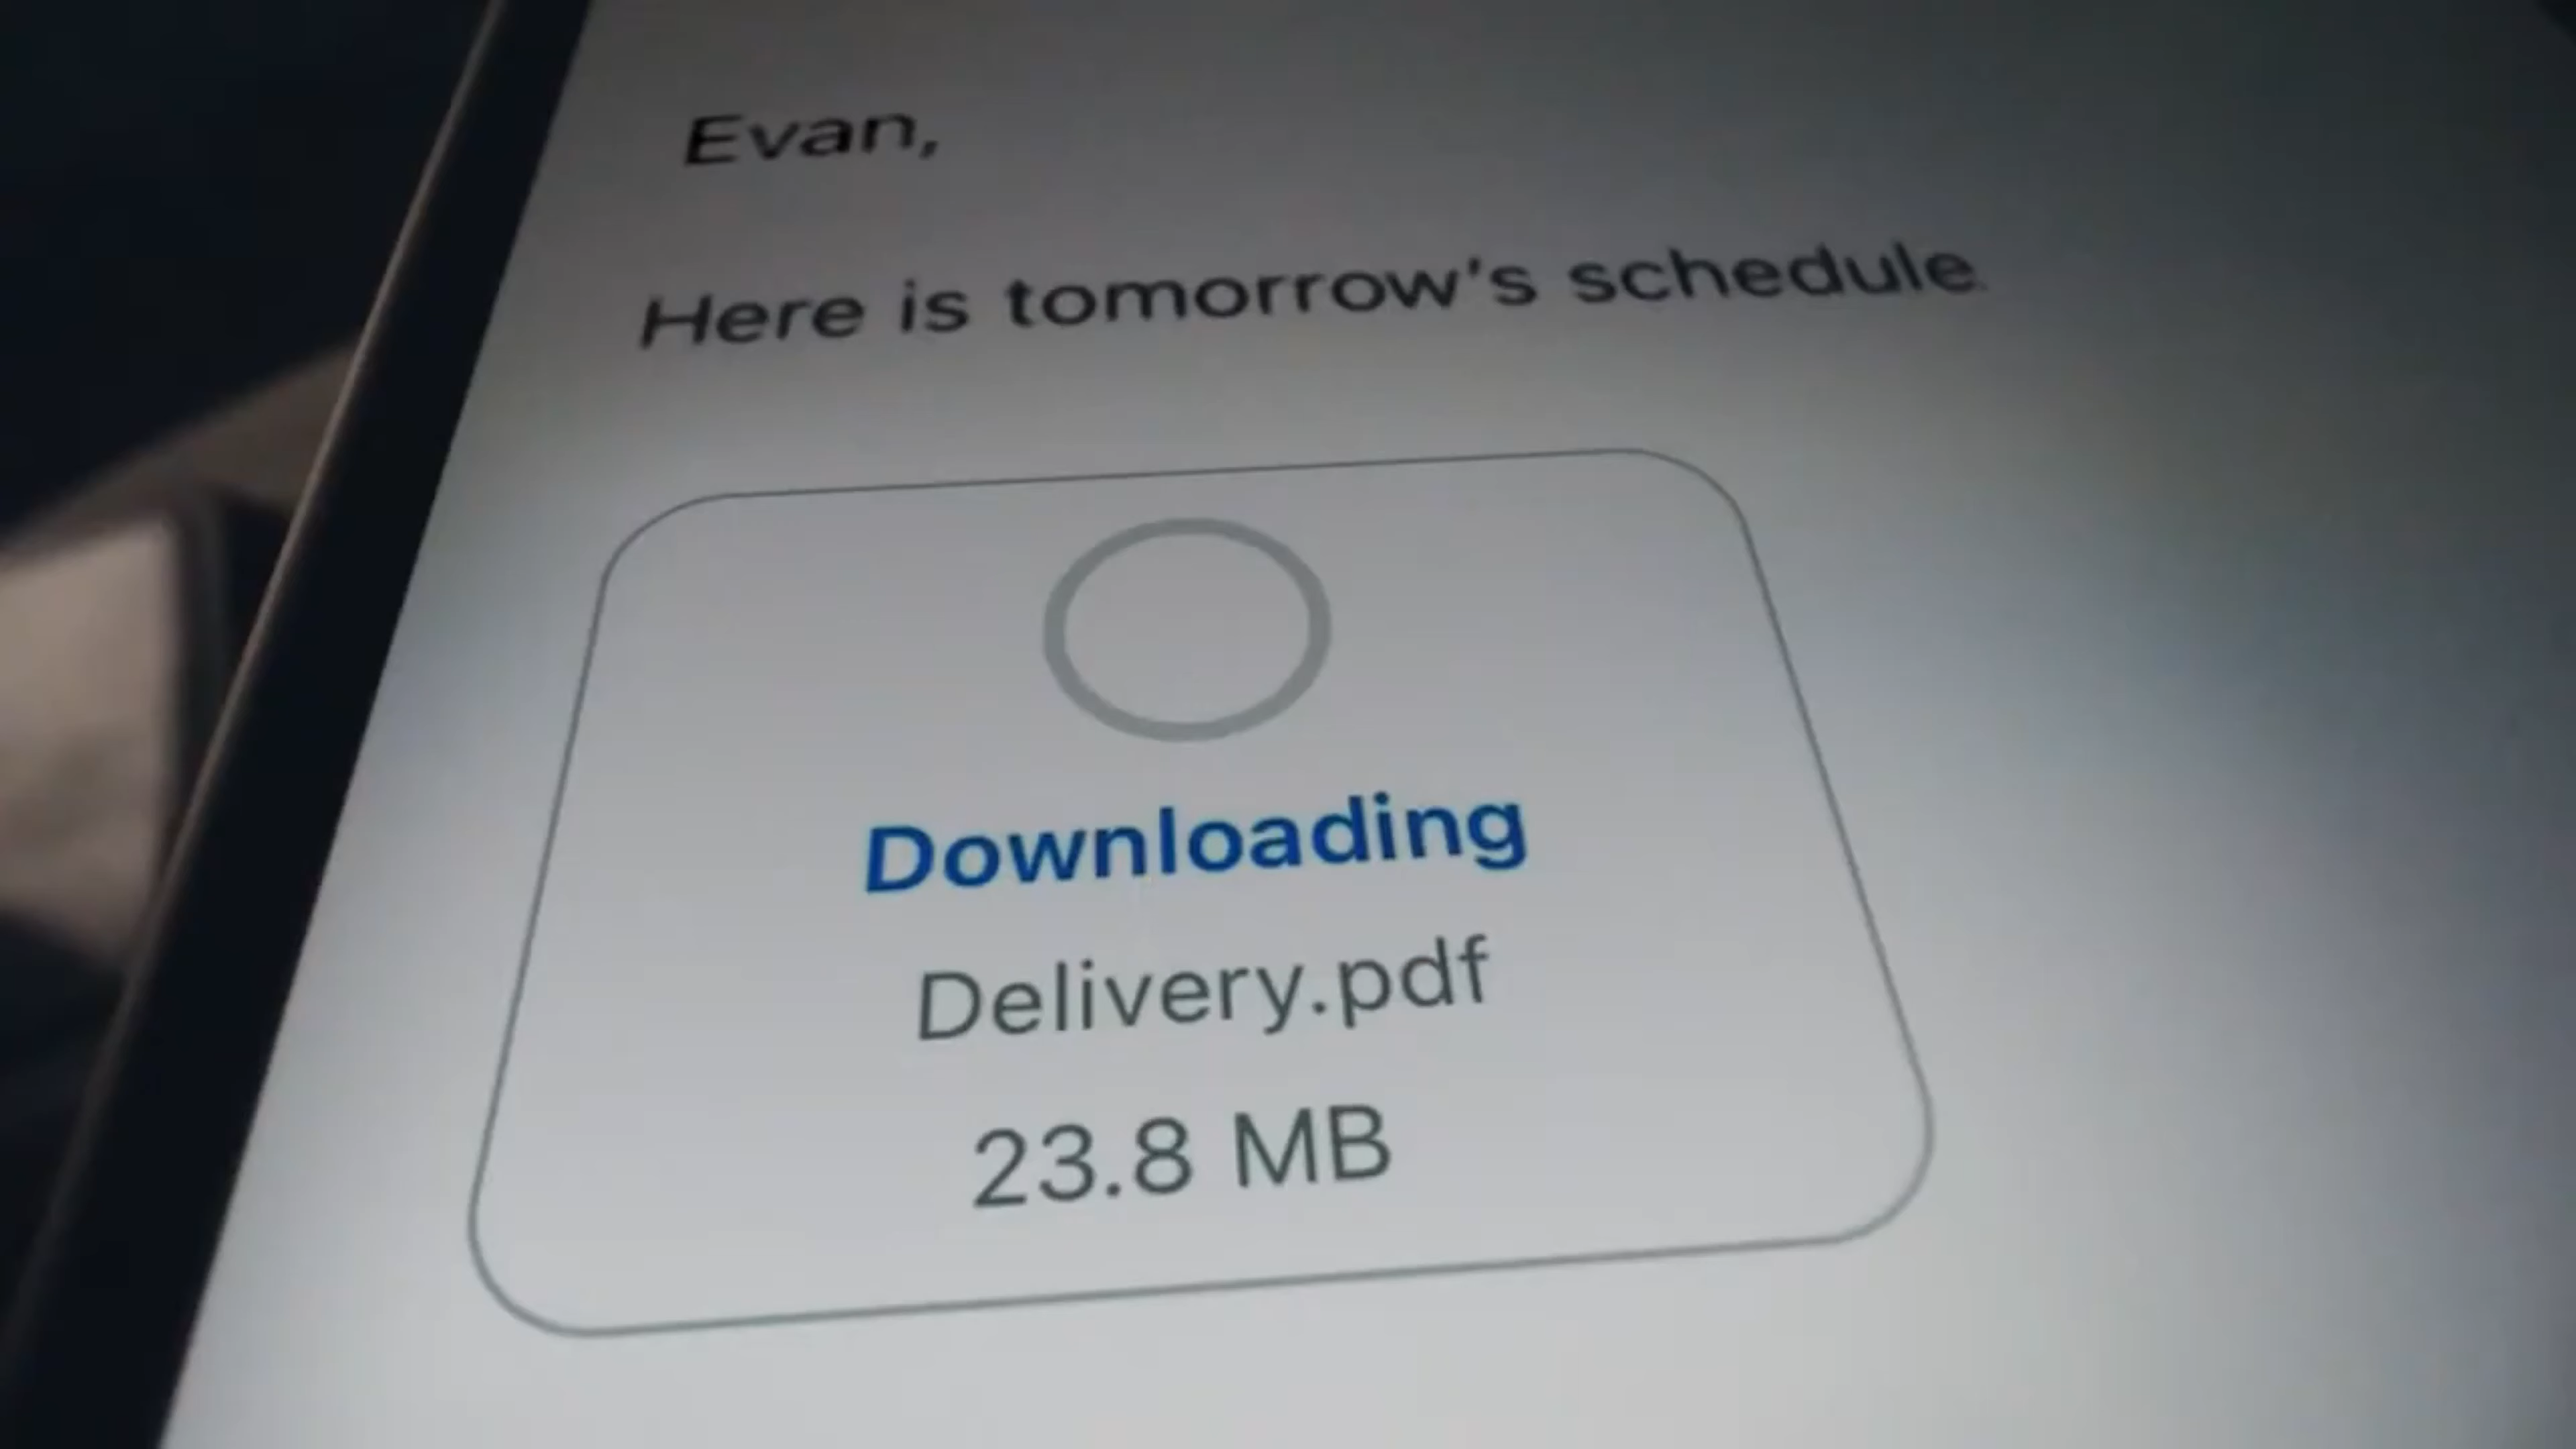 Evan,
Here is tomorrow's schedule.
Downloading
Delivery.pdf
23.8 MB